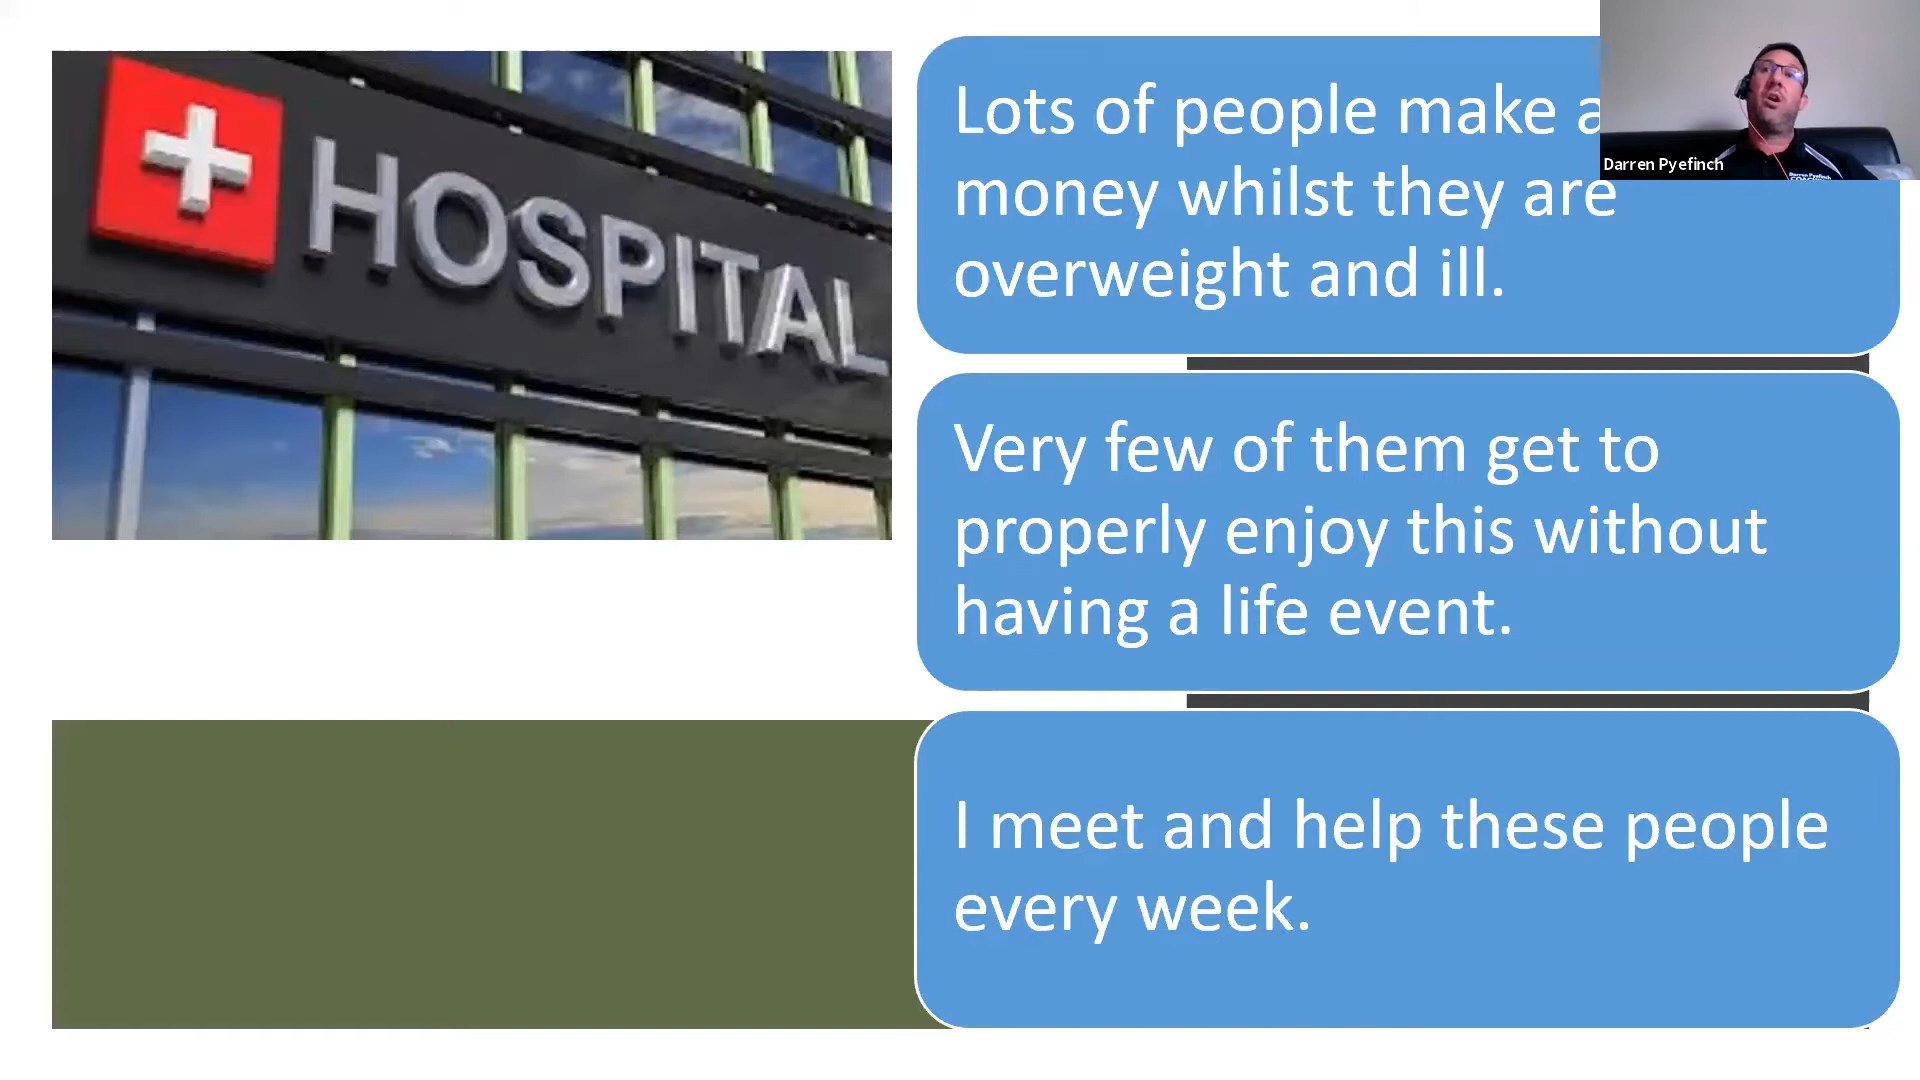 HOSPITAL
Lots of people make a
money whilst they are
overweight and ill.
Darren Pyefinch
Very few of them get to
properly enjoy this without
having a life event.
I meet and help these people
every week.